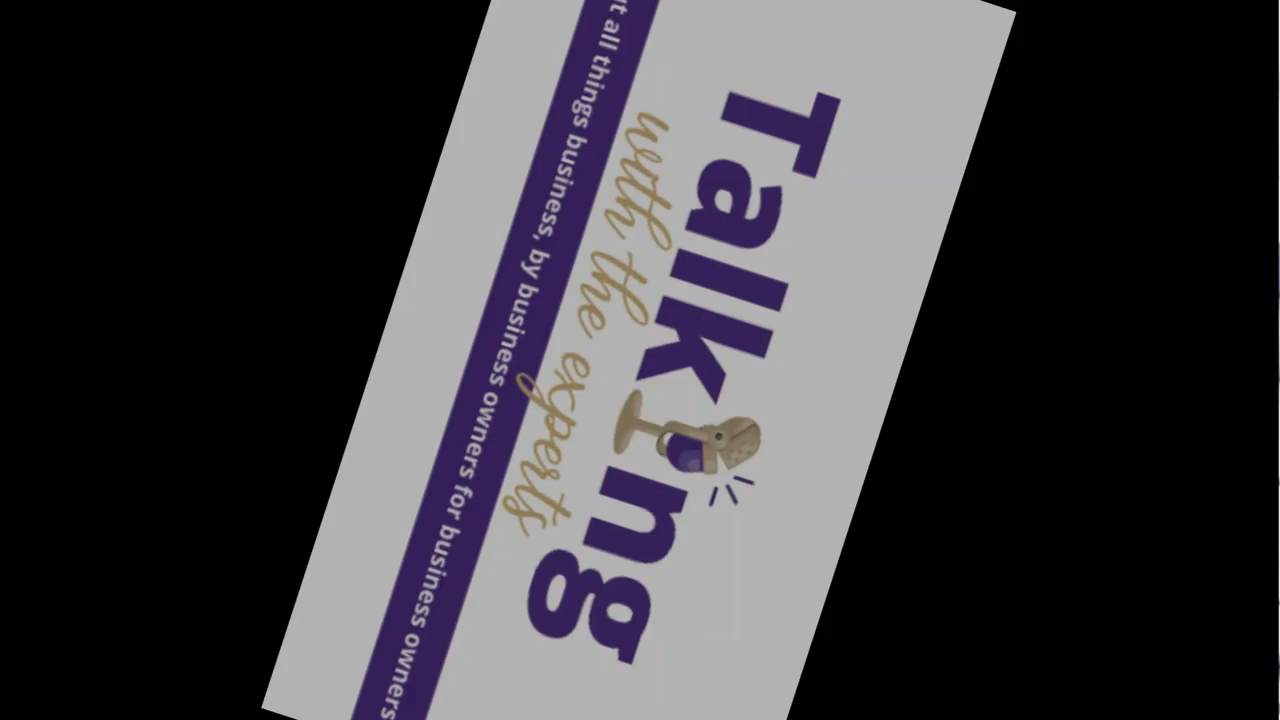 Talking
with the experts
all things business, by business owners for business owners